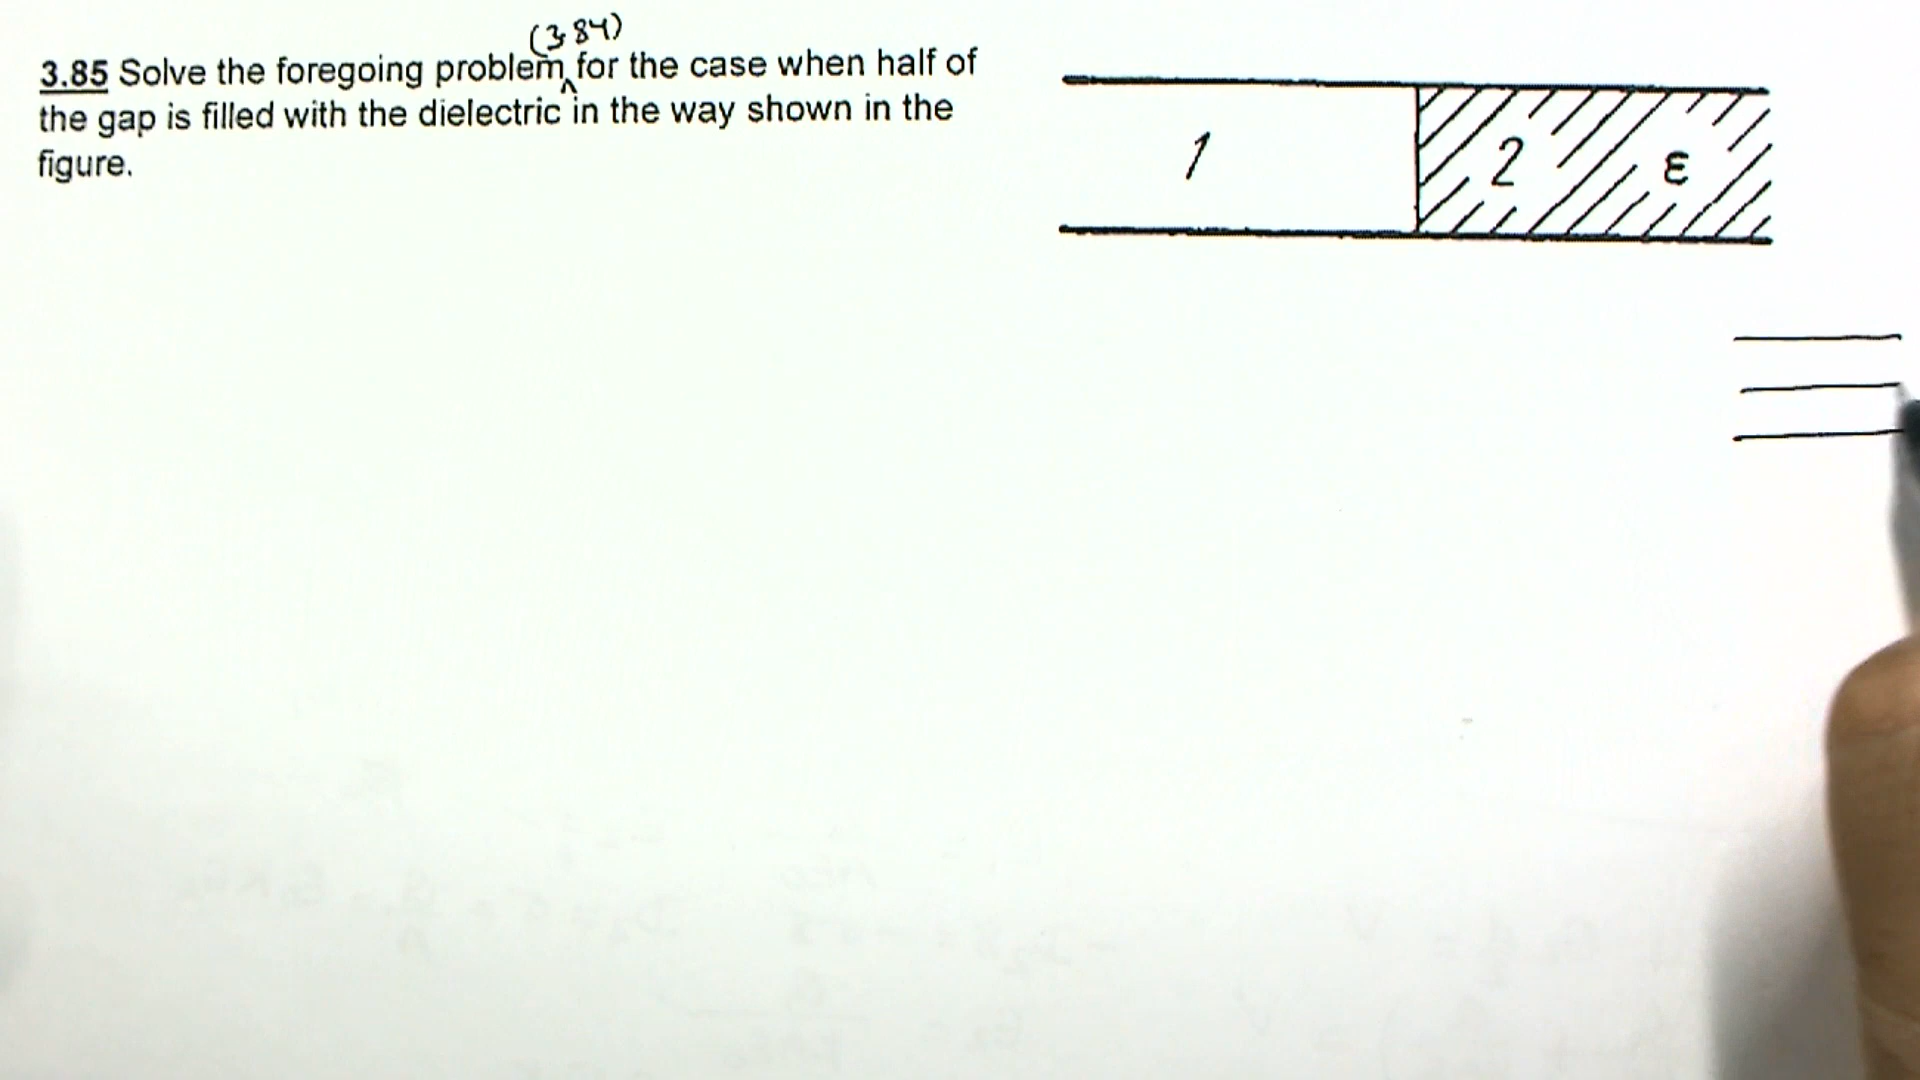 (3.84)
3.85 Solve the foregoing problem ^ for the case when half of
the gap is filled with the dielectric in the way shown in the
figure.
1
2
ε